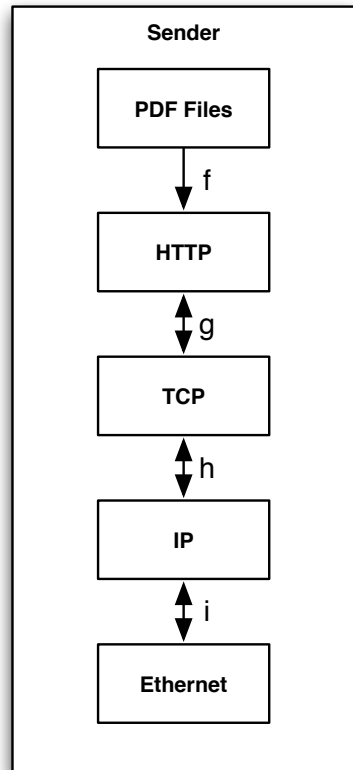 Sender
PDF Files
f
HTTP
g
TCP
h
IP
i
Ethernet